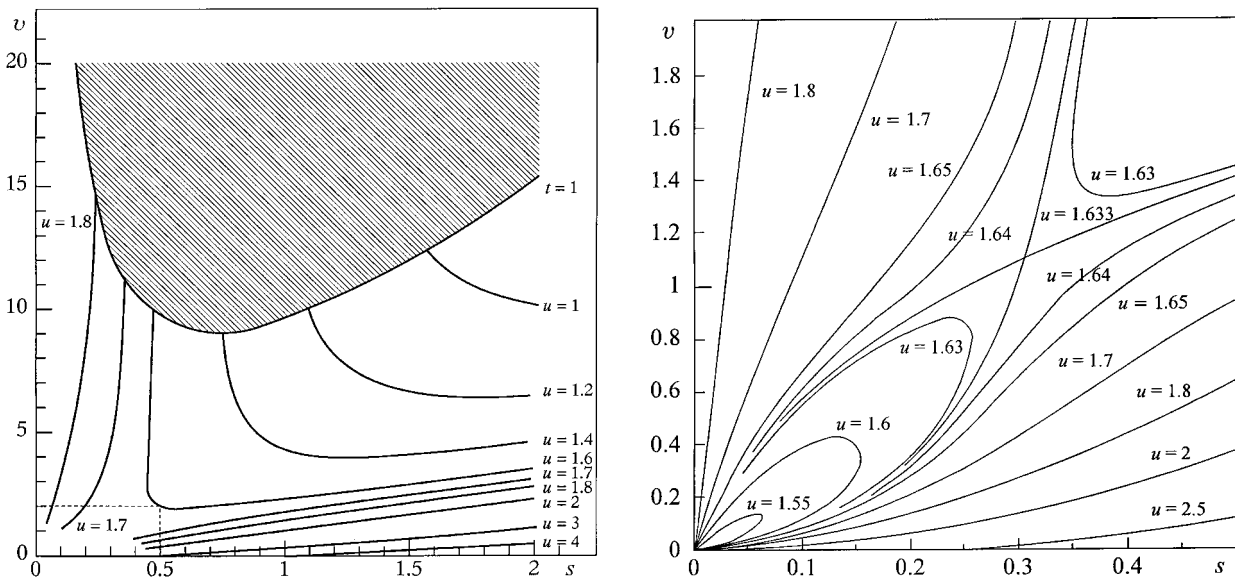 υ
20
15
10
5
0
0
0.5
1
1.5
2
s
u = 1.8
u = 1.7
t = 1
u = 1
u = 1.2
u = 1.4
u = 1.6
u = 1.7
u = 1.8
u = 2
u = 3
u = 4
υ
1.8
1.6
1.4
1.2
1
0.8
0.6
0.4
0.2
0
0
0.1
0.2
0.3
0.4
s
u = 1.8
u = 1.7
u = 1.65
u = 1.64
u = 1.63
u = 1.633
u = 1.64
u = 1.65
u = 1.63
u = 1.7
u = 1.6
u = 1.8
u = 2
u = 1.55
u = 2.5